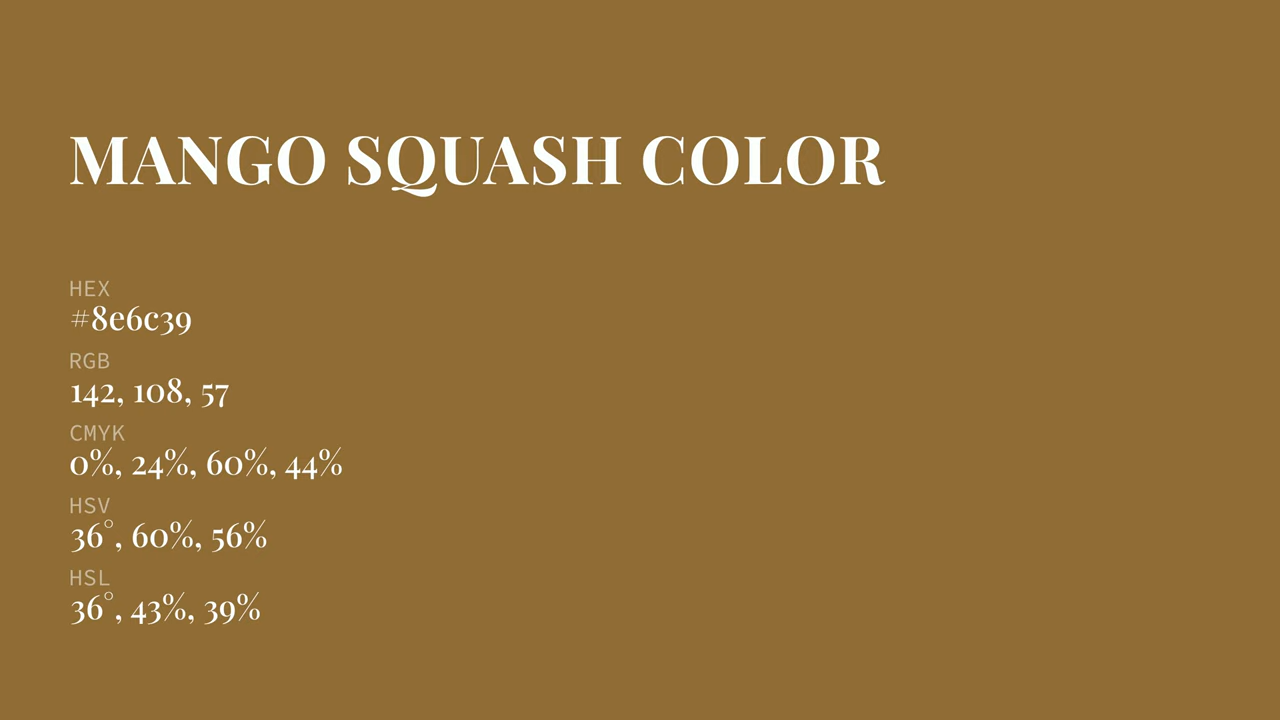 MANGO SQUASH COLOR
HEX
#8e6c39
RGB
142, 108, 57
CMYK
0%, 24%, 60%, 44%
HSV
36°, 60%, 56%
HSL
36°, 43%, 39%